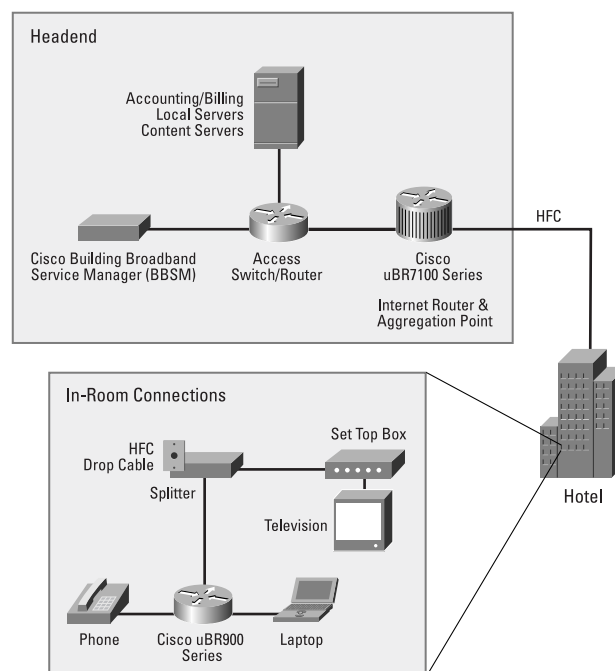 Headend
Accounting/Billing
Local Servers
Content Servers
HFC
Cisco Building Broadband
Service Manager (BBSM)
Access
Switch/Router
Cisco
uBR7100 Series
Internet Router &
Aggregation Point
In-Room Connections
HFC
Drop Cable
Splitter
Set Top Box
Television
Hotel
Phone
Cisco uBR900
Series
Laptop